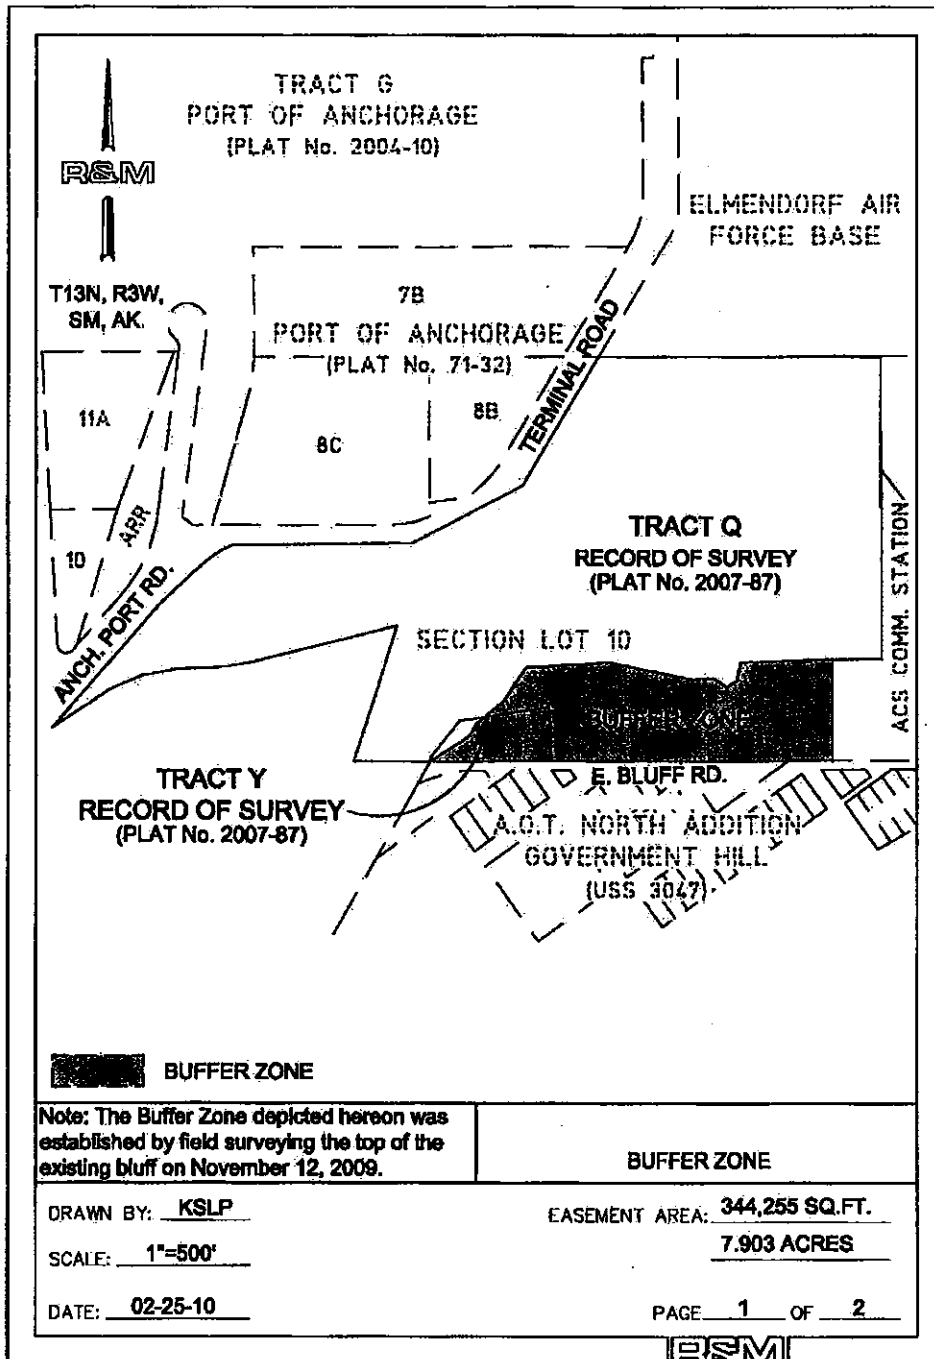 TRACT G
PORT OF ANCHORAGE
(PLAT No. 2004-10)
R&M
ELMENDORF AIR
FORCE BASE
T13N, R3W,
SM, AK.
7B
PORT OF ANCHORAGE
(PLAT No. 71-32)
TERMINAL ROAD
11A
8B
8C
ARR
10
ANCH. PORT RD.
TRACT Q
RECORD OF SURVEY
(PLAT No. 2007-87)
ACS COMM. STATION
SECTION LOT 10
BUFFER ZONE
E. BLUFF RD.
TRACT Y
RECORD OF SURVEY
(PLAT No. 2007-87)
A.O.T. NORTH ADDITION
GOVERNMENT HILL
(USS 3047)
BUFFER ZONE
Note: The Buffer Zone depicted hereon was
established by field surveying the top of the
existing bluff on November 12, 2009.
BUFFER ZONE
DRAWN BY: KSLP
EASEMENT AREA: 344,255 SQ.FT.
7.903 ACRES
SCALE: 1"=500'
DATE: 02-25-10
PAGE 1 OF 2
R&M